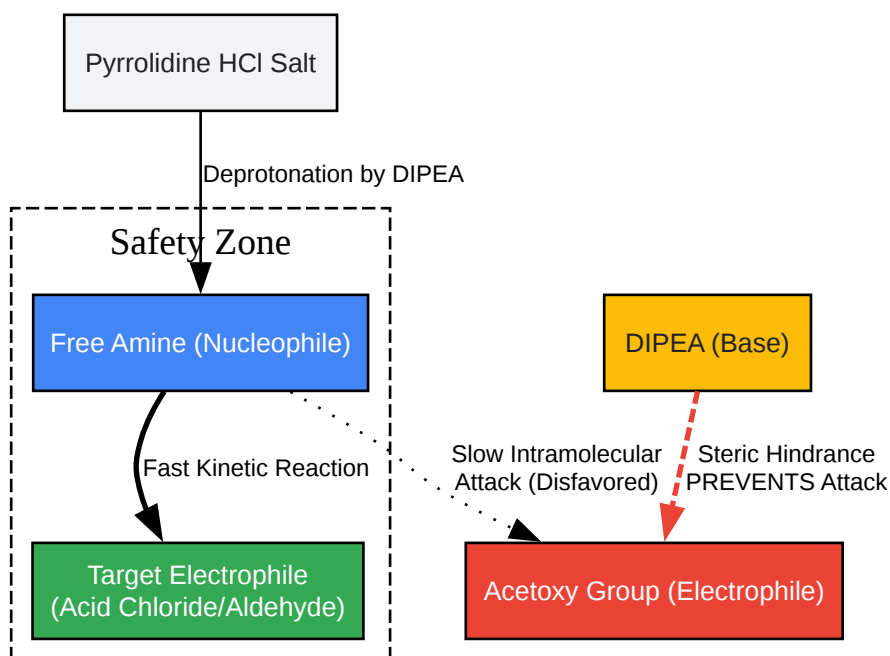 Pyrrolidine HCl Salt
Deprotonation by DIPEA
Safety Zone
Free Amine (Nucleophile)
DIPEA (Base)
Fast Kinetic Reaction
Slow Intramolecular
Attack (Disfavored)
Steric Hindrance
PREVENTS Attack
Target Electrophile
(Acid Chloride/Aldehyde)
Acetoxy Group (Electrophile)